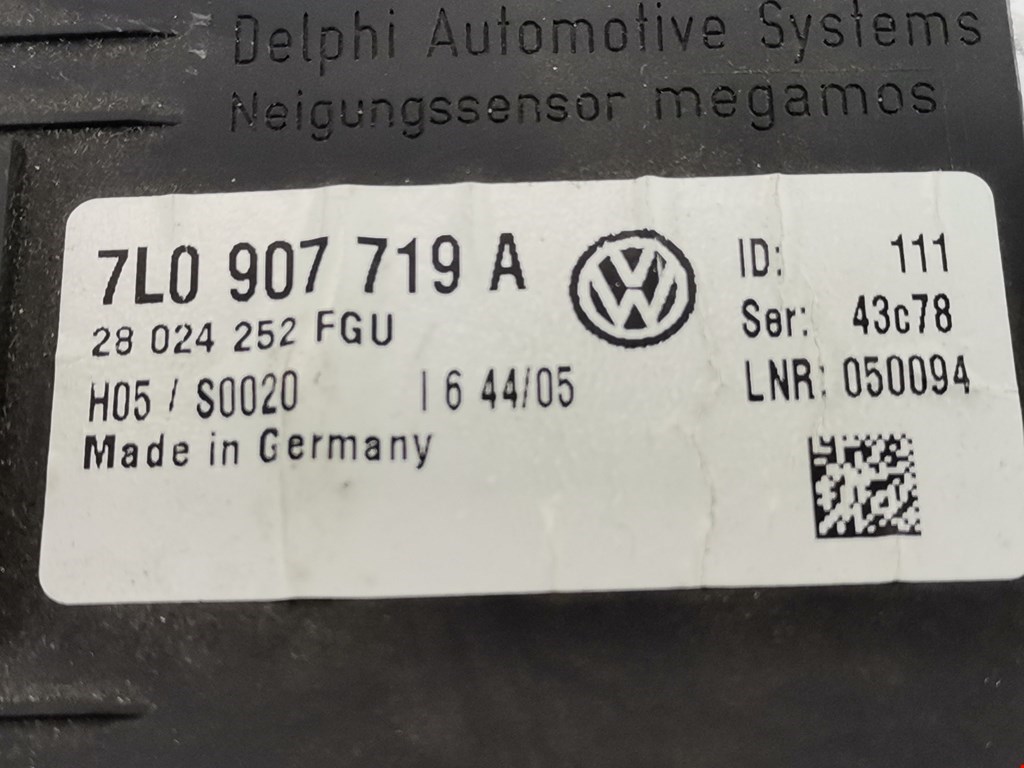 Delphi Automotive Systems
Neigungssensor megamos
7L0 907 719 A
28 024 252 FGU
H05 / S0020 I 6 44/05
Made in Germany
ID: 111
Ser: 43c78
LNR: 050094